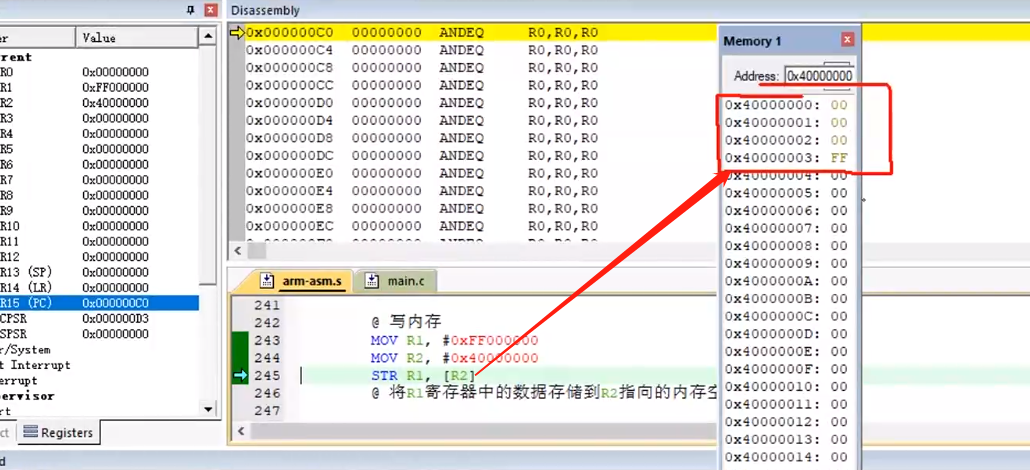 Disassembly
er Value
rrent
R0 0x00000000
R1 0xFF000000
R2 0x40000000
R3 0x00000000
R4 0x00000000
R5 0x00000000
R6 0x00000000
R7 0x00000000
R8 0x00000000
R9 0x00000000
R10 0x00000000
R11 0x00000000
R12 0x00000000
R13 (SP) 0x00000000
R14 (LR) 0x00000000
R15 (PC) 0x000000C0
CPSR 0x000000D3
SPSR 0x00000000
r/System
t Interrupt
Interrupt
pervisor
rt
ct Registers
d
0x000000C0 00000000 ANDEQ R0,R0,R0
0x000000C4 00000000 ANDEQ R0,R0,R0
0x000000C8 00000000 ANDEQ R0,R0,R0
0x000000CC 00000000 ANDEQ R0,R0,R0
0x000000D0 00000000 ANDEQ R0,R0,R0
0x000000D4 00000000 ANDEQ R0,R0,R0
0x000000D8 00000000 ANDEQ R0,R0,R0
0x000000DC 00000000 ANDEQ R0,R0,R0
0x000000E0 00000000 ANDEQ R0,R0,R0
0x000000E4 00000000 ANDEQ R0,R0,R0
0x000000E8 00000000 ANDEQ R0,R0,R0
0x000000EC 00000000 ANDEQ R0,R0,R0
arm-asm.s main.c
241
242 @ 写内存
243 MOV R1, #0xFF000000
244 MOV R2, #0x40000000
245 STR R1, [R2]
246 @ 将R1寄存器中的数据存储到R2指向的内存空
247
Memory 1
Address: 0x40000000
0x40000000: 00
0x40000001: 00
0x40000002: 00
0x40000003: FF
0x40000004: 00
0x40000005: 00
0x40000006: 00
0x40000007: 00
0x40000008: 00
0x40000009: 00
0x4000000A: 00
0x4000000B: 00
0x4000000C: 00
0x4000000D: 00
0x4000000E: 00
0x4000000F: 00
0x40000010: 00
0x40000011: 00
0x40000012: 00
0x40000013: 00
0x40000014: 00